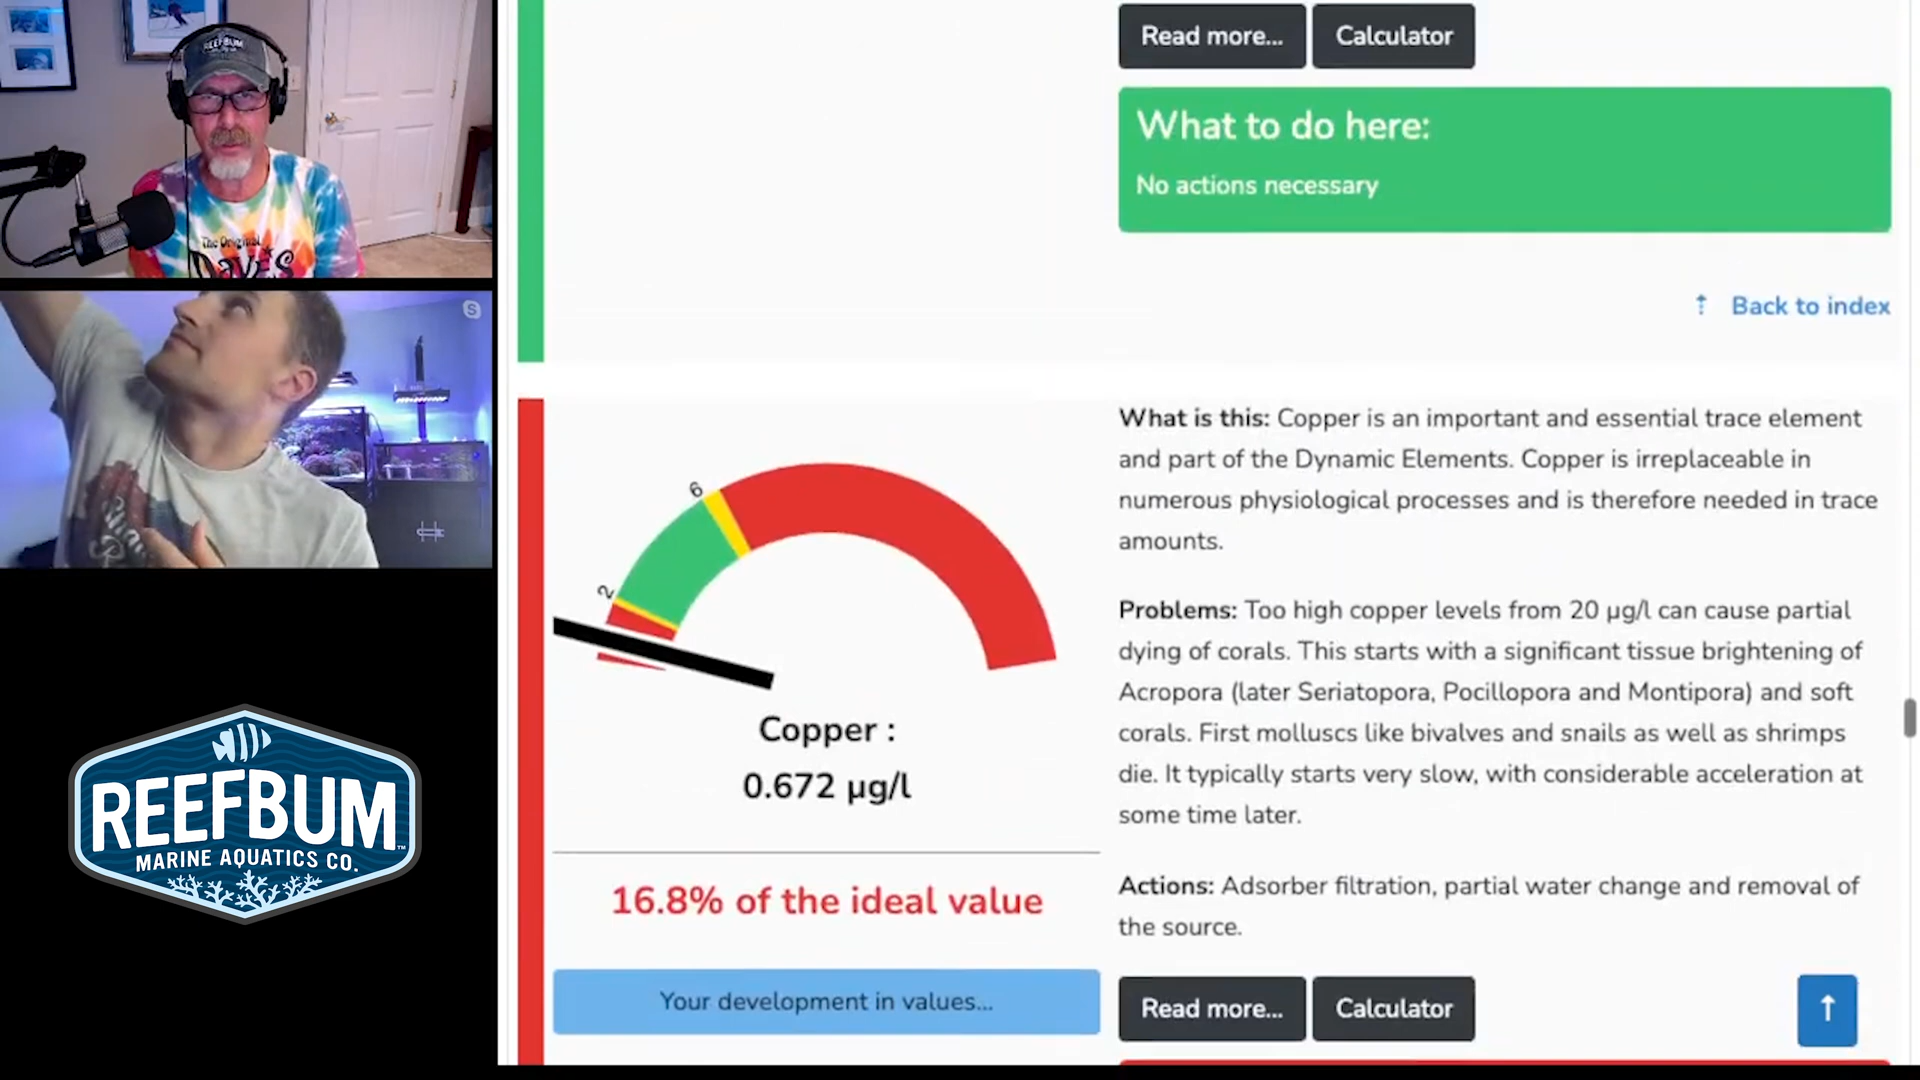 REEFBUM
The Original
DAVE'S
S
REEFBUM™
MARINE AQUATICS CO.
Read more...
Calculator
What to do here:
No actions necessary
⇡ Back to index
2
6
Copper :
0.672 µg/l
16.8% of the ideal value
Your development in values...
What is this: Copper is an important and essential trace element
and part of the Dynamic Elements. Copper is irreplaceable in
numerous physiological processes and is therefore needed in trace
amounts.
Problems: Too high copper levels from 20 µg/l can cause partial
dying of corals. This starts with a significant tissue brightening of
Acropora (later Seriatopora, Pocillopora and Montipora) and soft
corals. First molluscs like bivalves and snails as well as shrimps
die. It typically starts very slow, with considerable acceleration at
some time later.
Actions: Adsorber filtration, partial water change and removal of
the source.
Read more...
Calculator
↑